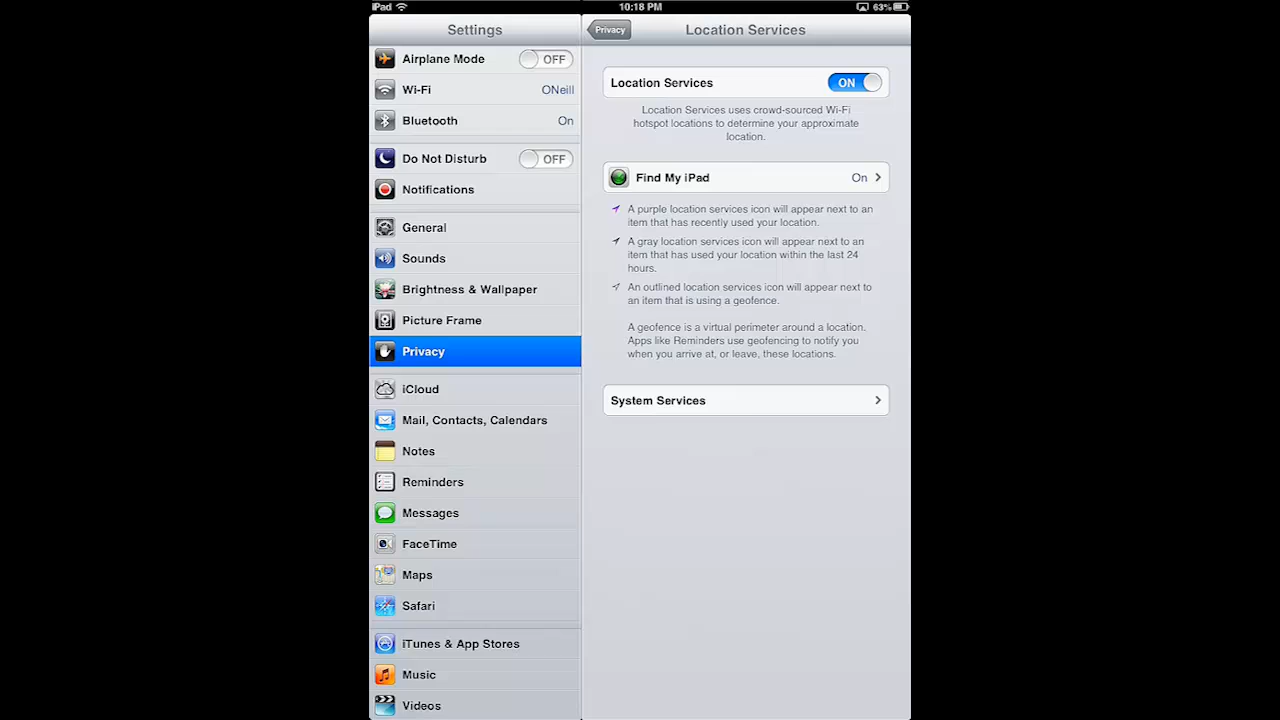 iPad 10:18 PM 63%
Settings
Airplane Mode OFF
Wi-Fi ONeill
Bluetooth On
Do Not Disturb OFF
Notifications
General
Sounds
Brightness & Wallpaper
Picture Frame
Privacy
iCloud
Mail, Contacts, Calendars
Notes
Reminders
Messages
FaceTime
Maps
Safari
iTunes & App Stores
Music
Videos
Privacy Location Services
Location Services ON
Location Services uses crowd-sourced Wi-Fi
hotspot locations to determine your approximate
location.
Find My iPad On
A purple location services icon will appear next to an
item that has recently used your location.
A gray location services icon will appear next to an
item that has used your location within the last 24
hours.
An outlined location services icon will appear next to
an item that is using a geofence.
A geofence is a virtual perimeter around a location.
Apps like Reminders use geofencing to notify you
when you arrive at, or leave, these locations.
System Services